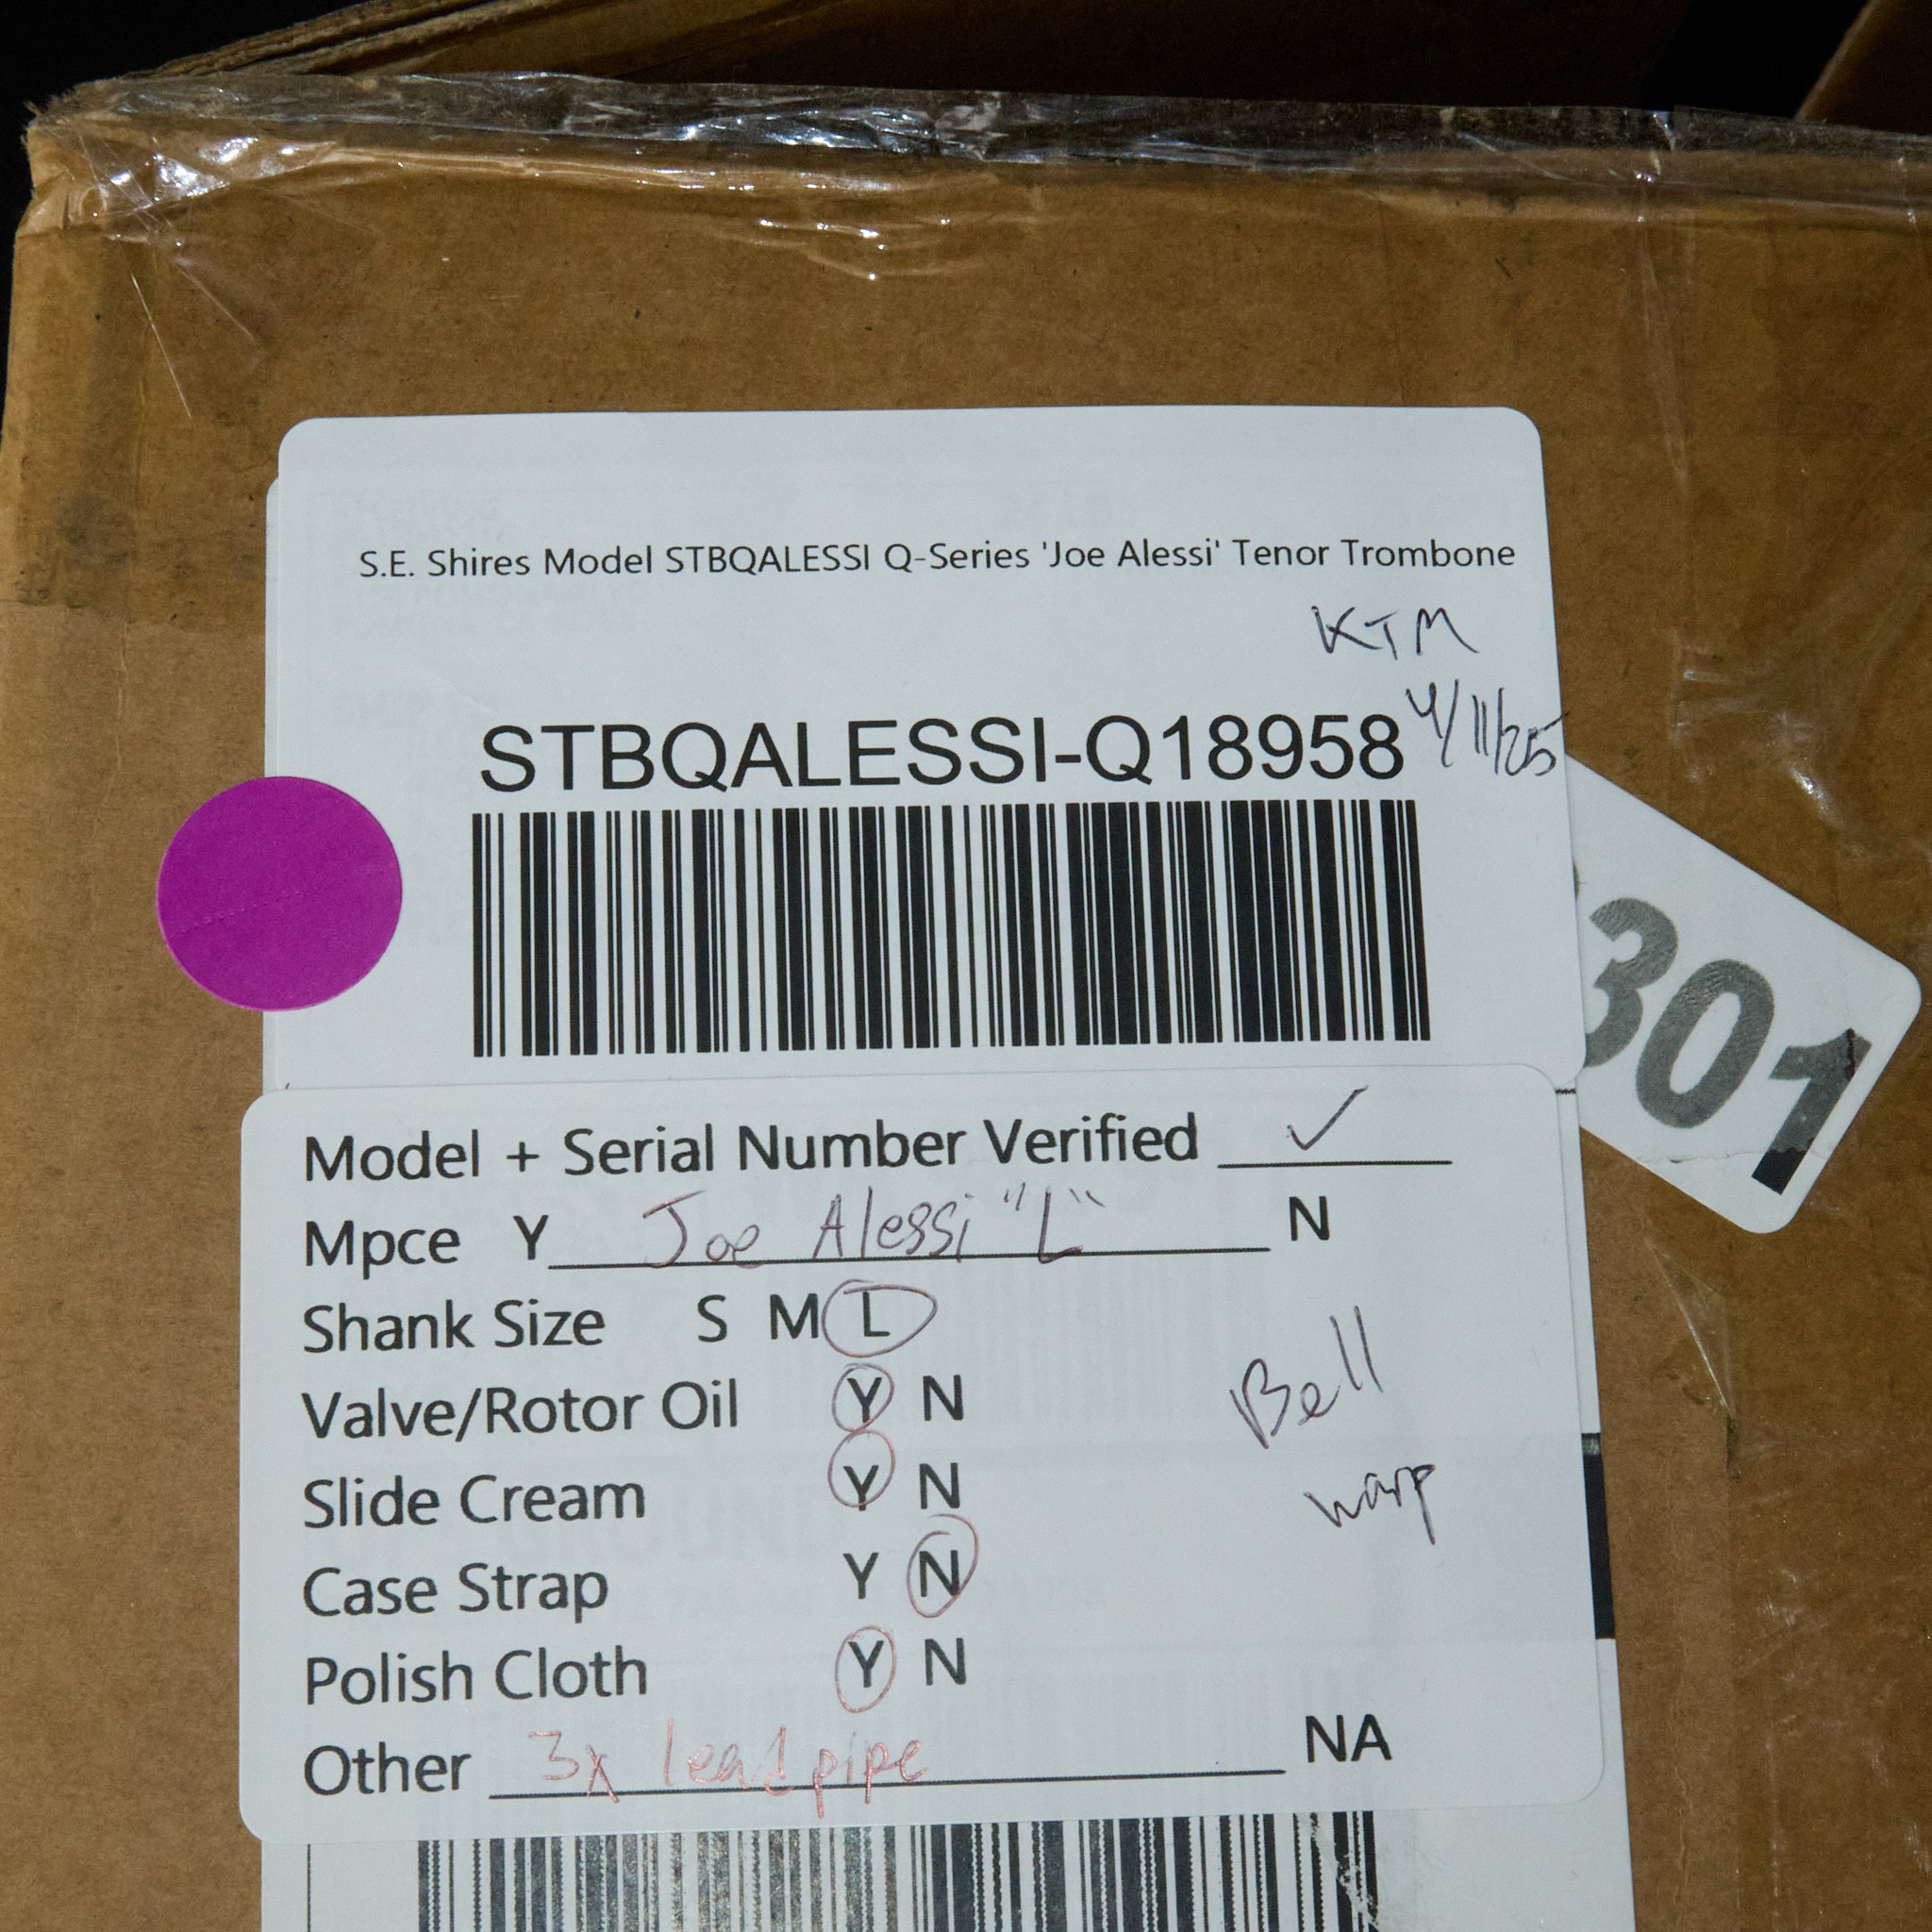 S.E. Shires Model STBQALESSI Q-Series 'Joe Alessi' Tenor Trombone
KTM
4/11/25
STBQALESSI-Q18958
301
Model + Serial Number Verified ✓
Mpce Y Joe Alessi "L" N
Shank Size S M L
Valve/Rotor Oil Y N
Slide Cream Y N
Case Strap Y N
Polish Cloth Y N
Other 3x leadpipe NA
Bell
warp